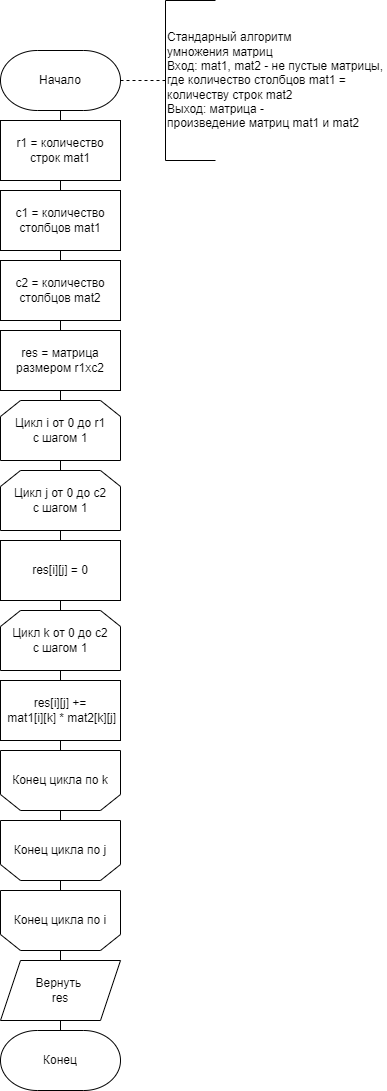 Начало
Стандарный алгоритм
умножения матриц
Вход: mat1, mat2 - не пустые матрицы,
где количество столбцов mat1 =
количеству строк mat2
Выход: матрица -
произведение матриц mat1 и mat2
r1 = количество
строк mat1
c1 = количество
столбцов mat1
c2 = количество
столбцов mat2
res = матрица
размером r1xc2
Цикл i от 0 до r1
с шагом 1
Цикл j от 0 до c2
с шагом 1
res[i][j] = 0
Цикл k от 0 до c2
с шагом 1
res[i][j] +=
mat1[i][k] * mat2[k][j]
Конец цикла по k
Конец цикла по j
Конец цикла по i
Вернуть
res
Конец